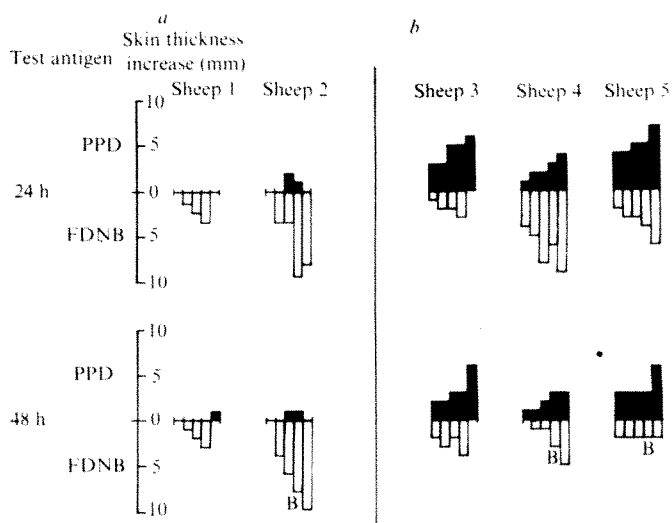 a
b
Test antigen
Skin thickness
increase (mm)
Sheep 1
Sheep 2
Sheep 3
Sheep 4
Sheep 5
10
PPD
5
24 h
0
FDNB
5
10
10
PPD
5
48 h
0
FDNB
5
B
B
B
10